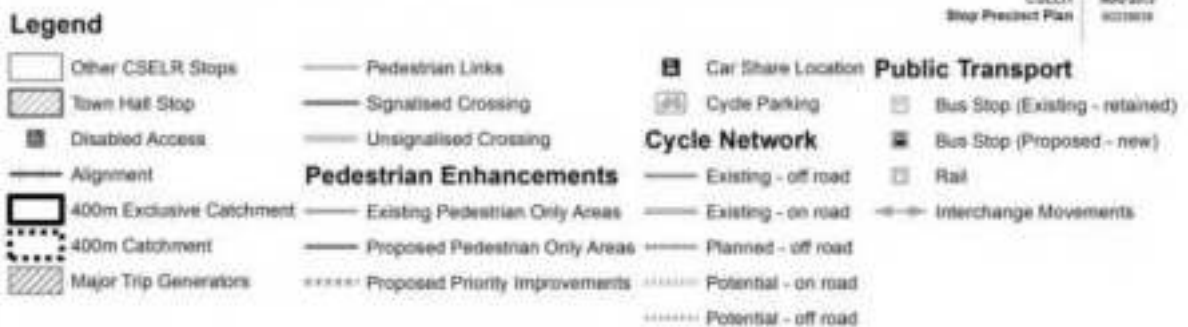 Legend
Stop Precinct Plan
Other CSELR Stops
Town Hall Stop
Disabled Access
Alignment
400m Exclusive Catchment
400m Catchment
Major Trip Generators
Pedestrian Links
Signalised Crossing
Unsignalised Crossing
Pedestrian Enhancements
Existing Pedestrian Only Areas
Proposed Pedestrian Only Areas
Proposed Priority Improvements
Car Share Location
Cycle Parking
Cycle Network
Existing - off road
Existing - on road
Planned - off road
Potential - on road
Potential - off road
Public Transport
Bus Stop (Existing - retained)
Bus Stop (Proposed - new)
Rail
Interchange Movements